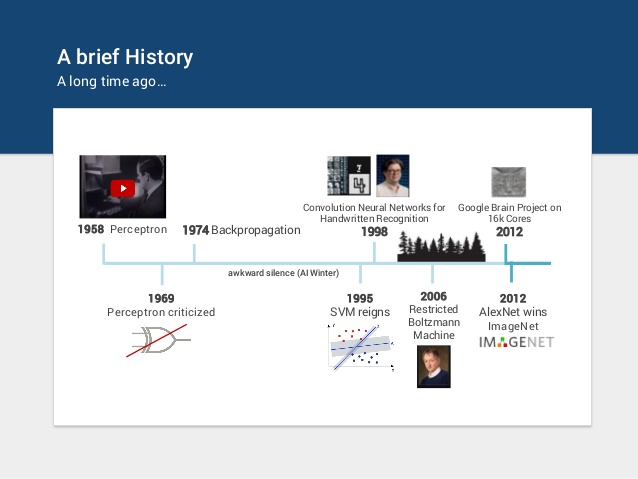 A brief History
A long time ago…
Convolution Neural Networks for
Handwritten Recognition
Google Brain Project on
16k Cores
1958 Perceptron
1974 Backpropagation
1998
2012
awkward silence (AI Winter)
1969
Perceptron criticized
1995
SVM reigns
2006
Restricted
Boltzmann
Machine
2012
AlexNet wins
ImageNet
IMAGENET